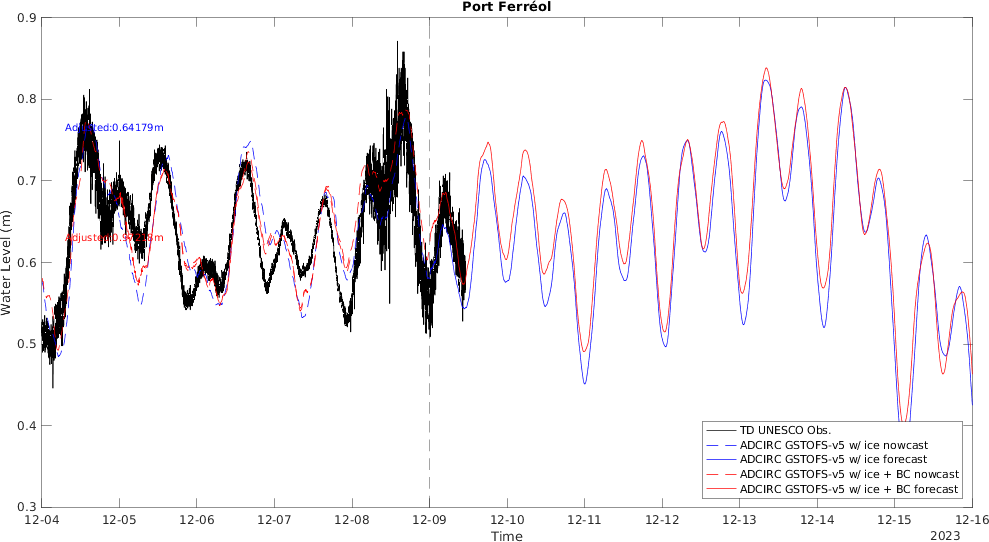 Port Ferréol
0.9
0.8
0.7
0.6
0.5
0.4
0.3
Water Level (m)
Adjusted:0.64179m
12-04
12-05
12-06
12-07
12-08
12-09
12-10
12-11
12-12
12-13
12-14
12-15
12-16
Time
2023
TD UNESCO Obs.
ADCIRC GSTOFS-v5 w/ ice nowcast
ADCIRC GSTOFS-v5 w/ ice forecast
ADCIRC GSTOFS-v5 w/ ice + BC nowcast
ADCIRC GSTOFS-v5 w/ ice + BC forecast